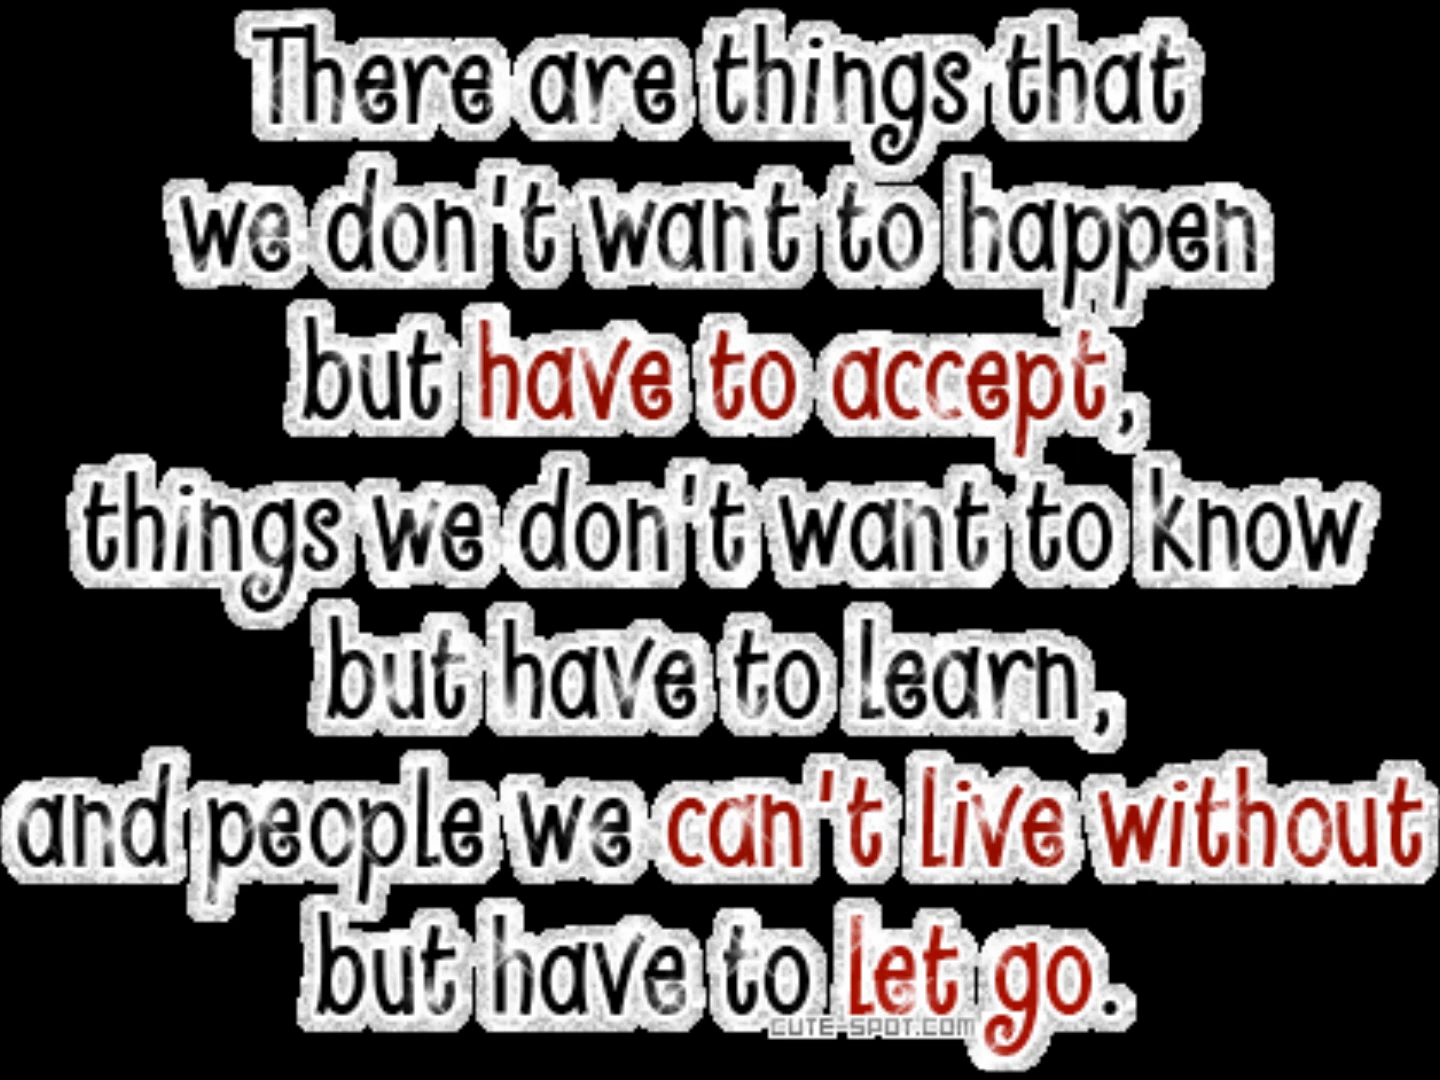 There are things that
we don't want to happen
but have to accept,
things we don't want to know
but have to learn,
and people we can't live without
but have to let go.
CUTE-SPOT.COM